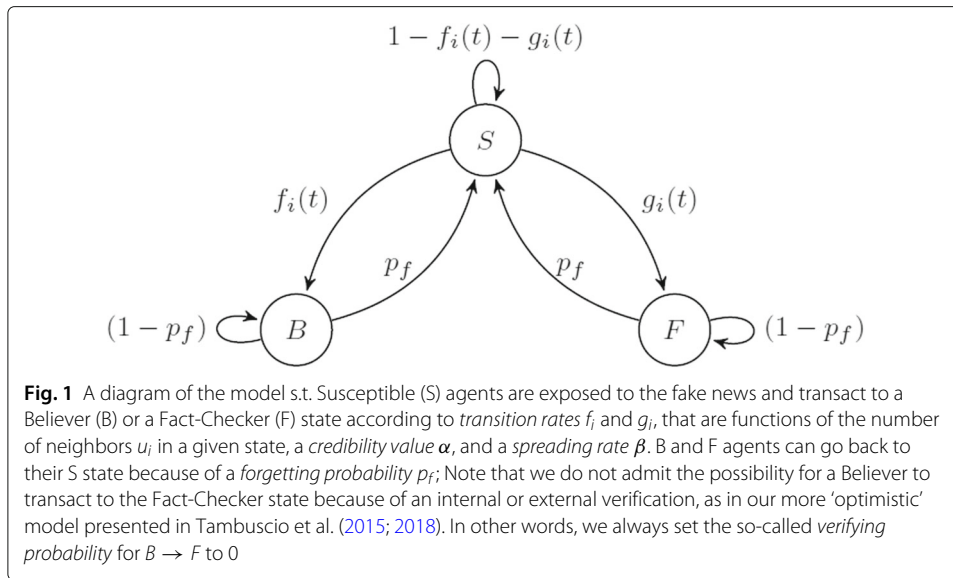 1 − f_i(t) − g_i(t)
S
f_i(t)
g_i(t)
p_f
p_f
(1 − p_f)
B
F
(1 − p_f)
Fig. 1 A diagram of the model s.t. Susceptible (S) agents are exposed to the fake news and transact to a
Believer (B) or a Fact-Checker (F) state according to transition rates f_i and g_i, that are functions of the number
of neighbors u_i in a given state, a credibility value α, and a spreading rate β. B and F agents can go back to
their S state because of a forgetting probability p_f; Note that we do not admit the possibility for a Believer to
transact to the Fact-Checker state because of an internal or external verification, as in our more ‘optimistic’
model presented in Tambuscio et al. (2015; 2018). In other words, we always set the so-called verifying
probability for B → F to 0